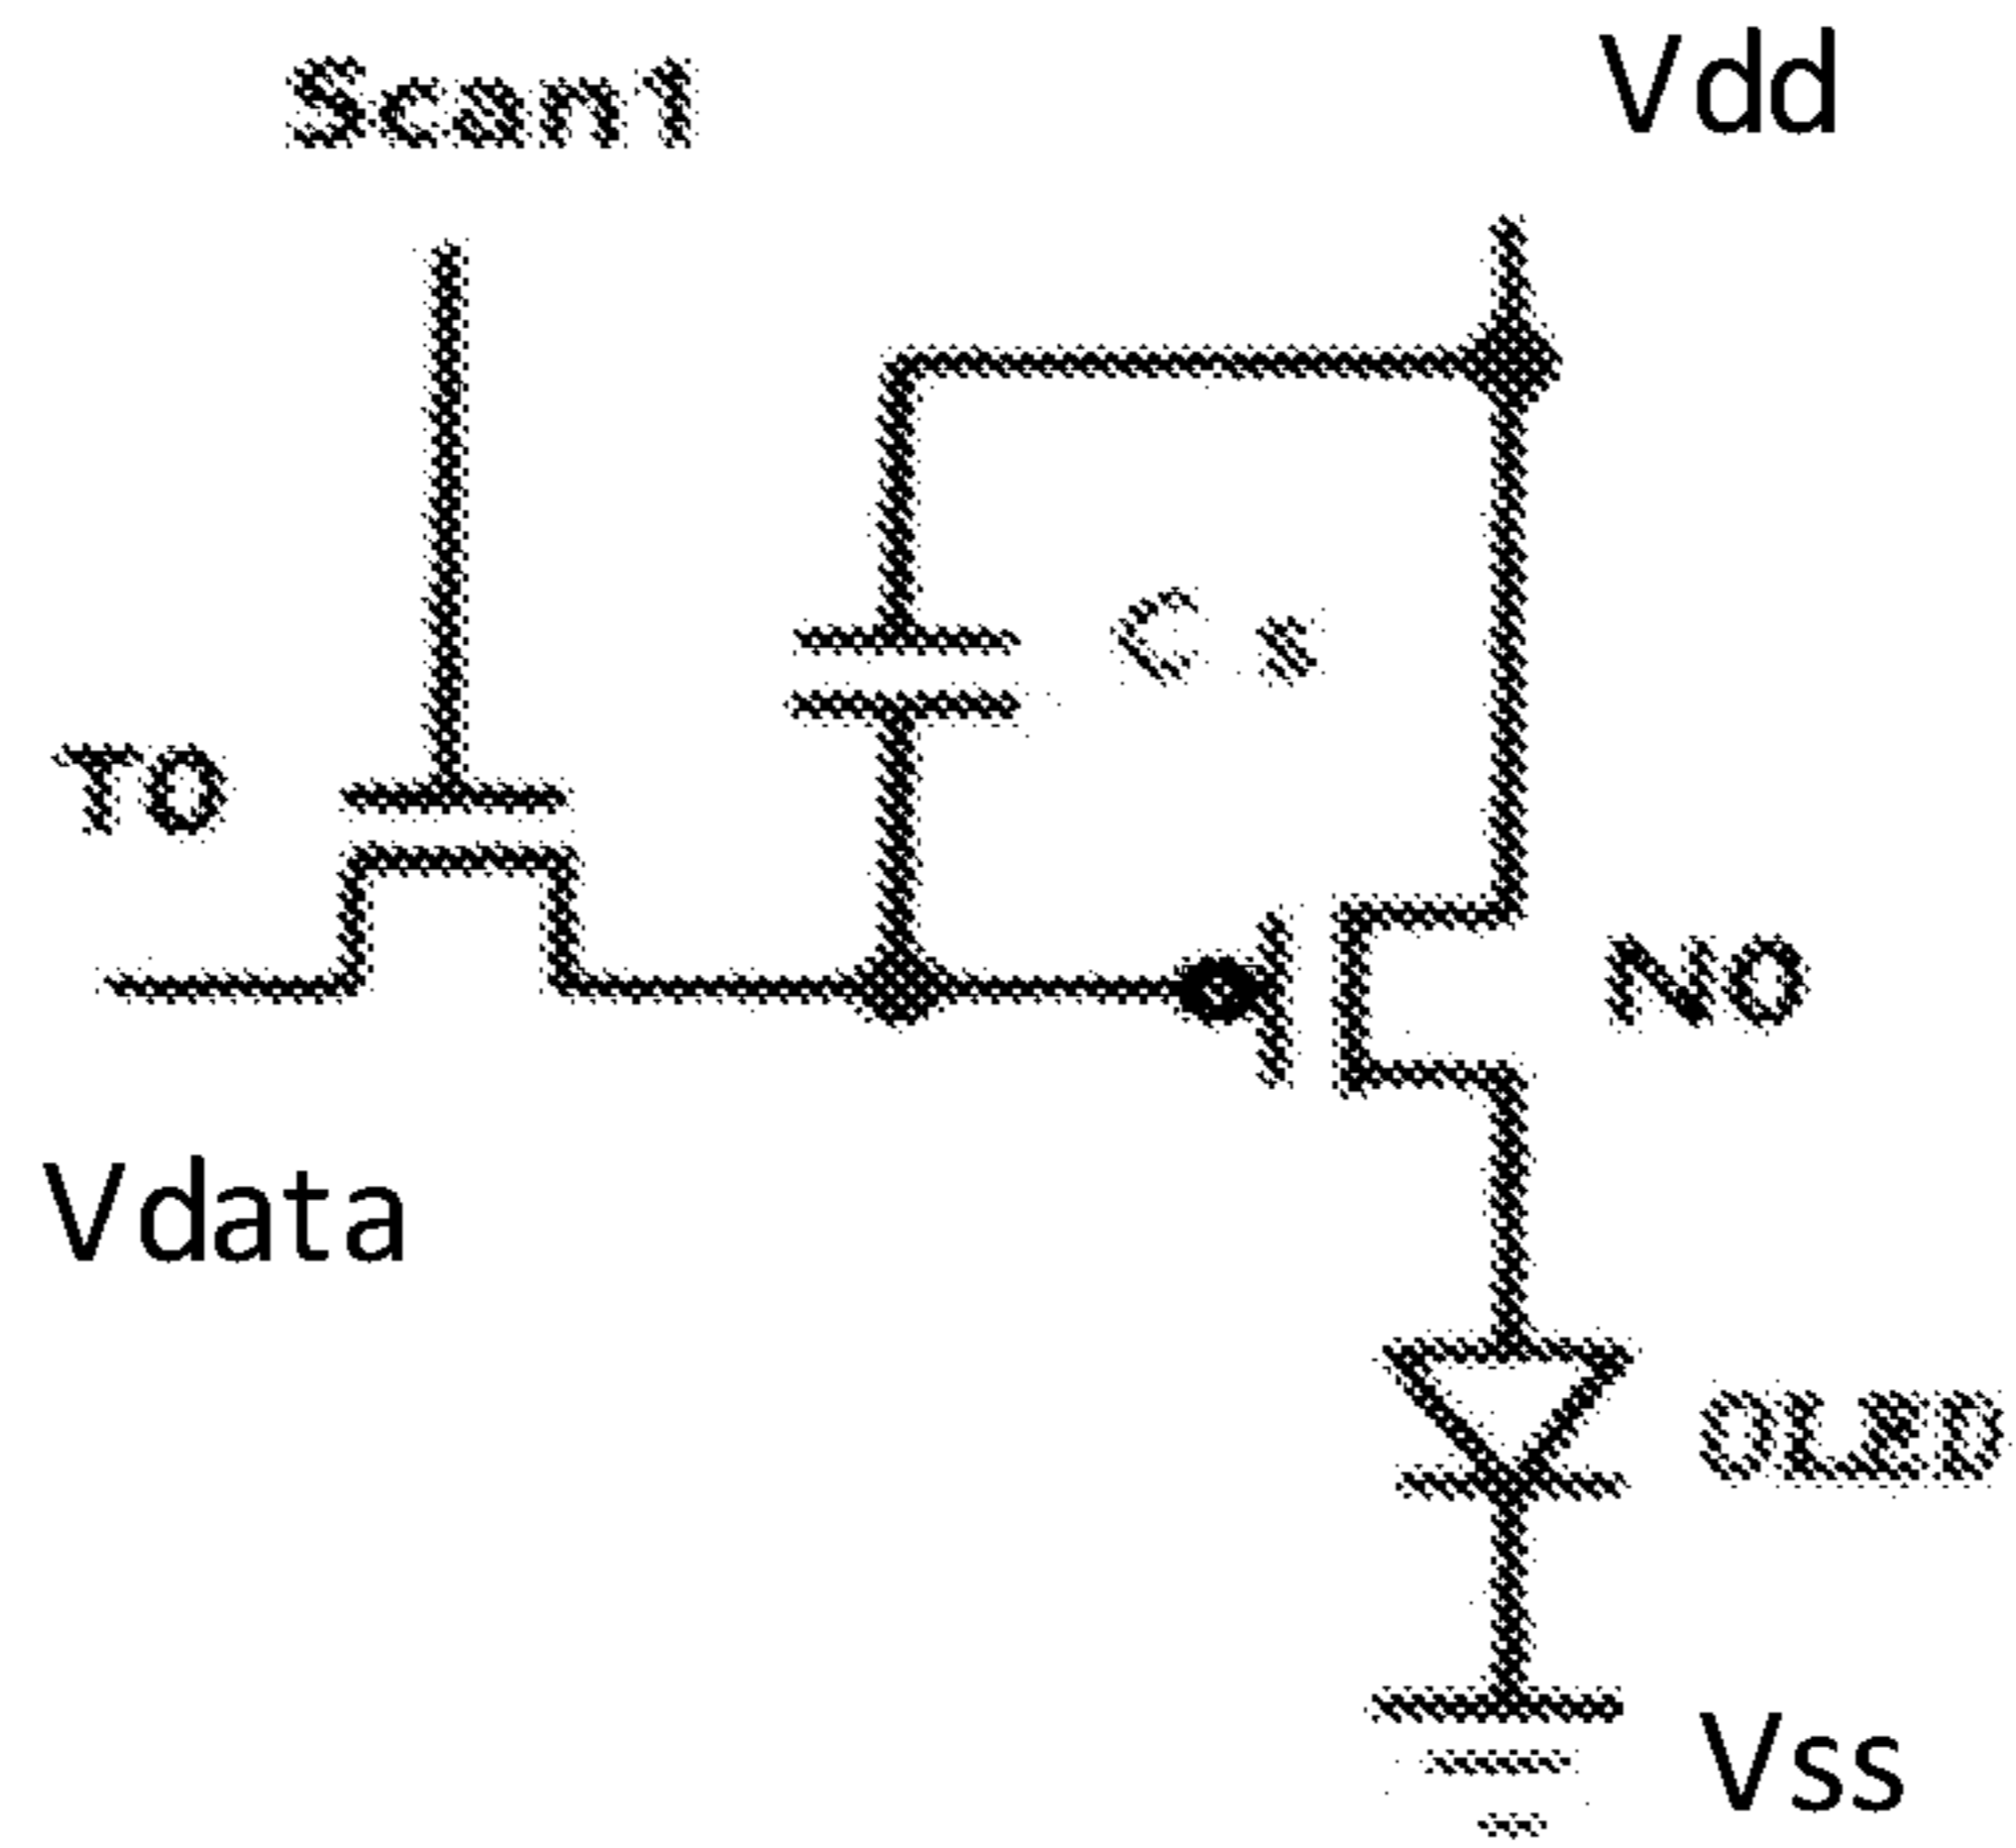 Scan1
Vdd
Cs
T0
N0
Vdata
OLED
Vss